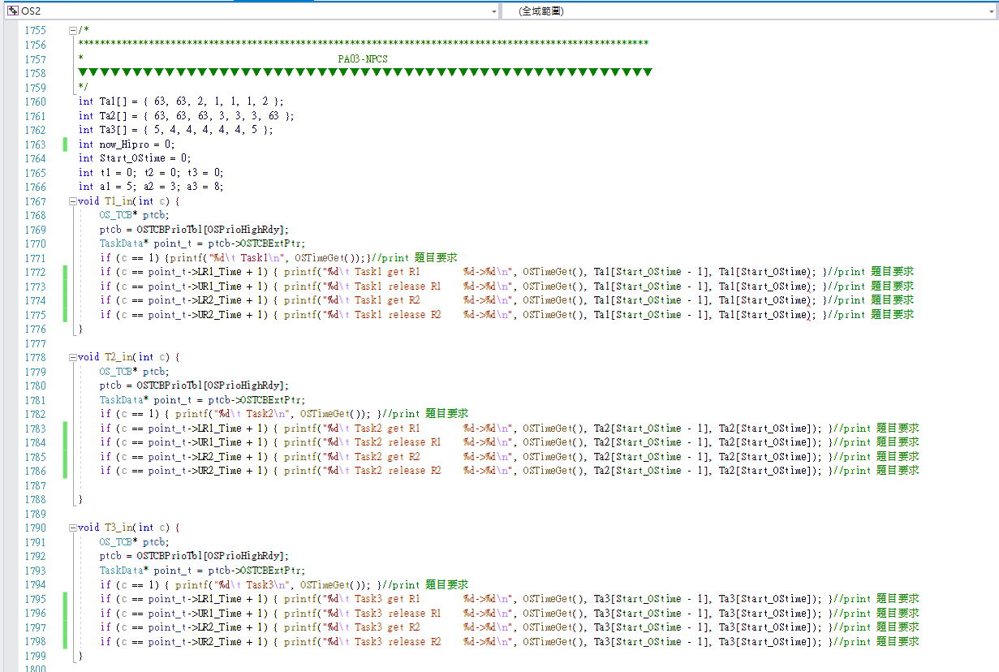 OS2 (全域範圍)
1755 /*
1756 *********************************************************************************************************
1757 * PA03-NPCS
1758 ▼▼▼▼▼▼▼▼▼▼▼▼▼▼▼▼▼▼▼▼▼▼▼▼▼▼▼▼▼▼▼▼▼▼▼▼▼▼▼▼▼▼▼▼▼▼▼▼▼▼▼▼▼
1759 */
1760 int Ta1[] = { 63, 63, 2, 1, 1, 1, 2 };
1761 int Ta2[] = { 63, 63, 63, 3, 3, 3, 63 };
1762 int Ta3[] = { 5, 4, 4, 4, 4, 4, 5 };
1763 int now_Hipro = 0;
1764 int Start_OStime = 0;
1765 int t1 = 0; t2 = 0; t3 = 0;
1766 int a1 = 5; a2 = 3; a3 = 8;
1767 void T1_in(int c) {
1768 OS_TCB* ptcb;
1769 ptcb = OSTCBPrioTbl[OSPrioHighRdy];
1770 TaskData* point_t = ptcb->OSTCBExtPtr;
1771 if (c == 1) {printf("%d\t Task1\n", OSTimeGet());}//print 題目要求
1772 if (c == point_t->LR1_Time + 1) { printf("%d\t Task1 get R1 %d->%d\n", OSTimeGet(), Ta1[Start_OStime - 1], Ta1[Start_OStime); }//print 題目要求
1773 if (c == point_t->UR1_Time + 1) { printf("%d\t Task1 release R1 %d->%d\n", OSTimeGet(), Ta1[Start_OStime - 1], Ta1[Start_OStime); }//print 題目要求
1774 if (c == point_t->LR2_Time + 1) { printf("%d\t Task1 get R2 %d->%d\n", OSTimeGet(), Ta1[Start_OStime - 1], Ta1[Start_OStime); }//print 題目要求
1775 if (c == point_t->UR2_Time + 1) { printf("%d\t Task1 release R2 %d->%d\n", OSTimeGet(), Ta1[Start_OStime - 1], Ta1[Start_OStime); }//print 題目要求
1776 }
1777
1778 void T2_in(int c) {
1779 OS_TCB* ptcb;
1780 ptcb = OSTCBPrioTbl[OSPrioHighRdy];
1781 TaskData* point_t = ptcb->OSTCBExtPtr;
1782 if (c == 1) { printf("%d\t Task2\n", OSTimeGet()); }//print 題目要求
1783 if (c == point_t->LR1_Time + 1) { printf("%d\t Task2 get R1 %d->%d\n", OSTimeGet(), Ta2[Start_OStime - 1], Ta2[Start_OStime]); }//print 題目要求
1784 if (c == point_t->UR1_Time + 1) { printf("%d\t Task2 release R1 %d->%d\n", OSTimeGet(), Ta2[Start_OStime - 1], Ta2[Start_OStime]); }//print 題目要求
1785 if (c == point_t->LR2_Time + 1) { printf("%d\t Task2 get R2 %d->%d\n", OSTimeGet(), Ta2[Start_OStime - 1], Ta2[Start_OStime]); }//print 題目要求
1786 if (c == point_t->UR2_Time + 1) { printf("%d\t Task2 release R2 %d->%d\n", OSTimeGet(), Ta2[Start_OStime - 1], Ta2[Start_OStime]); }//print 題目要求
1787
1788 }
1789
1790 void T3_in(int c) {
1791 OS_TCB* ptcb;
1792 ptcb = OSTCBPrioTbl[OSPrioHighRdy];
1793 TaskData* point_t = ptcb->OSTCBExtPtr;
1794 if (c == 1) { printf("%d\t Task3\n", OSTimeGet()); }//print 題目要求
1795 if (c == point_t->LR1_Time + 1) { printf("%d\t Task3 get R1 %d->%d\n", OSTimeGet(), Ta3[Start_OStime - 1], Ta3[Start_OStime]); }//print 題目要求
1796 if (c == point_t->UR1_Time + 1) { printf("%d\t Task3 release R1 %d->%d\n", OSTimeGet(), Ta3[Start_OStime - 1], Ta3[Start_OStime]); }//print 題目要求
1797 if (c == point_t->LR2_Time + 1) { printf("%d\t Task3 get R2 %d->%d\n", OSTimeGet(), Ta3[Start_OStime - 1], Ta3[Start_OStime]); }//print 題目要求
1798 if (c == point_t->UR2_Time + 1) { printf("%d\t Task3 release R2 %d->%d\n", OSTimeGet(), Ta3[Start_OStime - 1], Ta3[Start_OStime]); }//print 題目要求
1799 }
1800